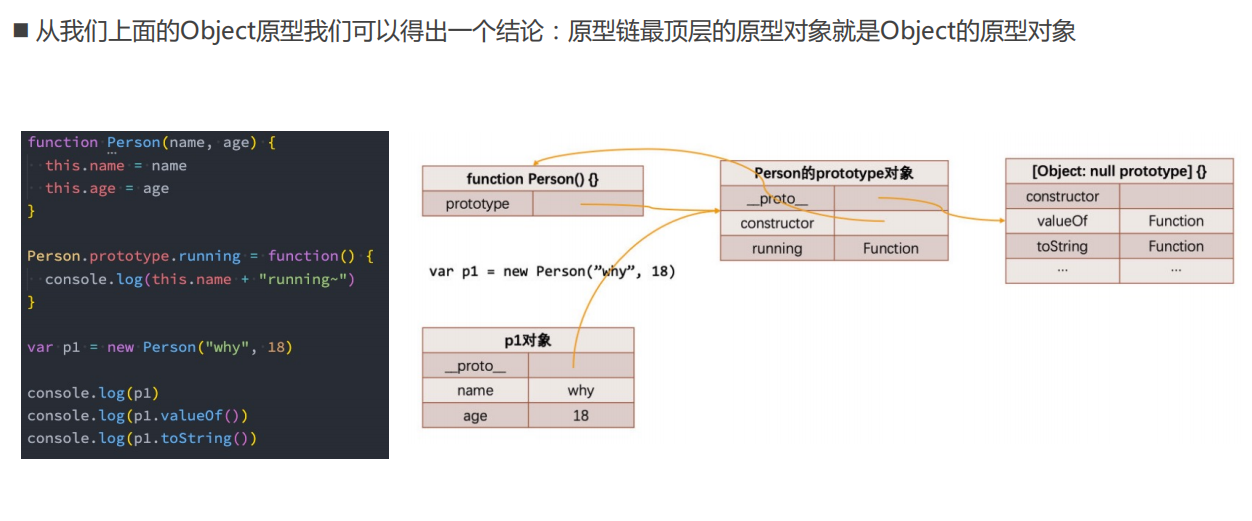 ■ 从我们上面的Object原型我们可以得出一个结论：原型链最顶层的原型对象就是Object的原型对象
function Person(name, age) {
  this.name = name
  this.age = age
}
Person.prototype.running = function() {
  console.log(this.name + "running~")
}
var p1 = new Person("why", 18)
console.log(p1)
console.log(p1.valueOf())
console.log(p1.toString())
function Person() {}
prototype
var p1 = new Person(”why”, 18)
p1对象
__proto__
name why
age 18
Person的prototype对象
__proto__
constructor
running Function
[Object: null prototype] {}
constructor
valueOf Function
toString Function
... ...